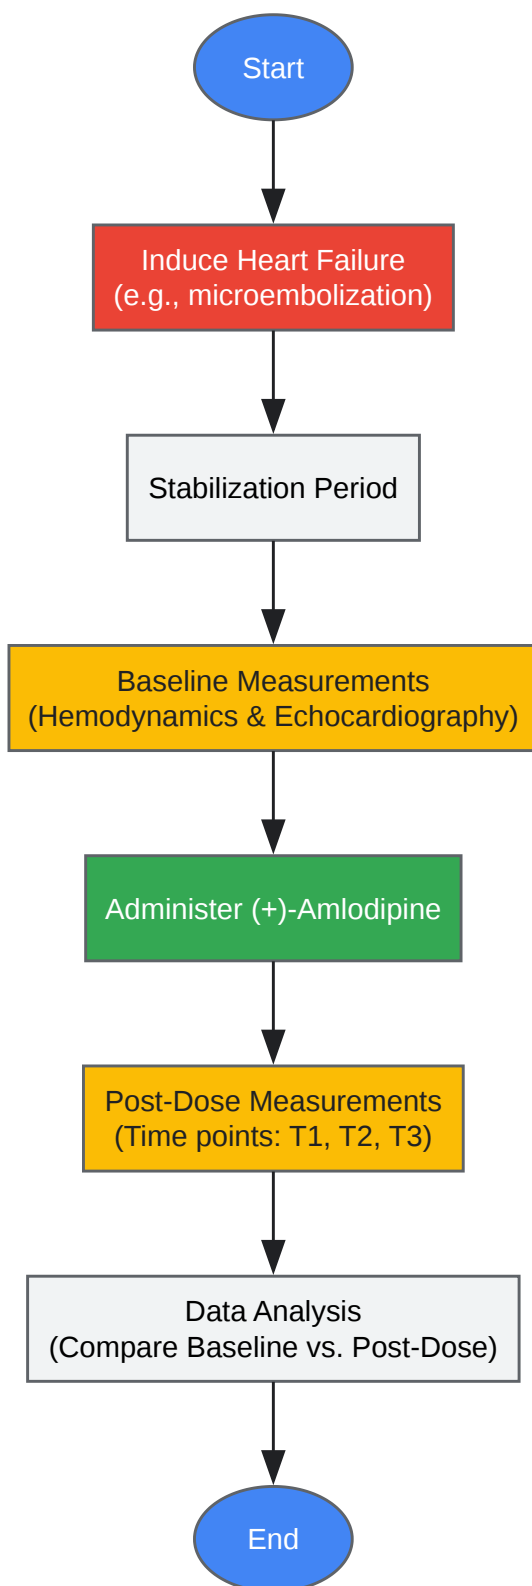 Start
Induce Heart Failure
(e.g., microembolization)
Stabilization Period
Baseline Measurements
(Hemodynamics & Echocardiography)
Administer (+)-Amlodipine
Post-Dose Measurements
(Time points: T1, T2, T3)
Data Analysis
(Compare Baseline vs. Post-Dose)
End